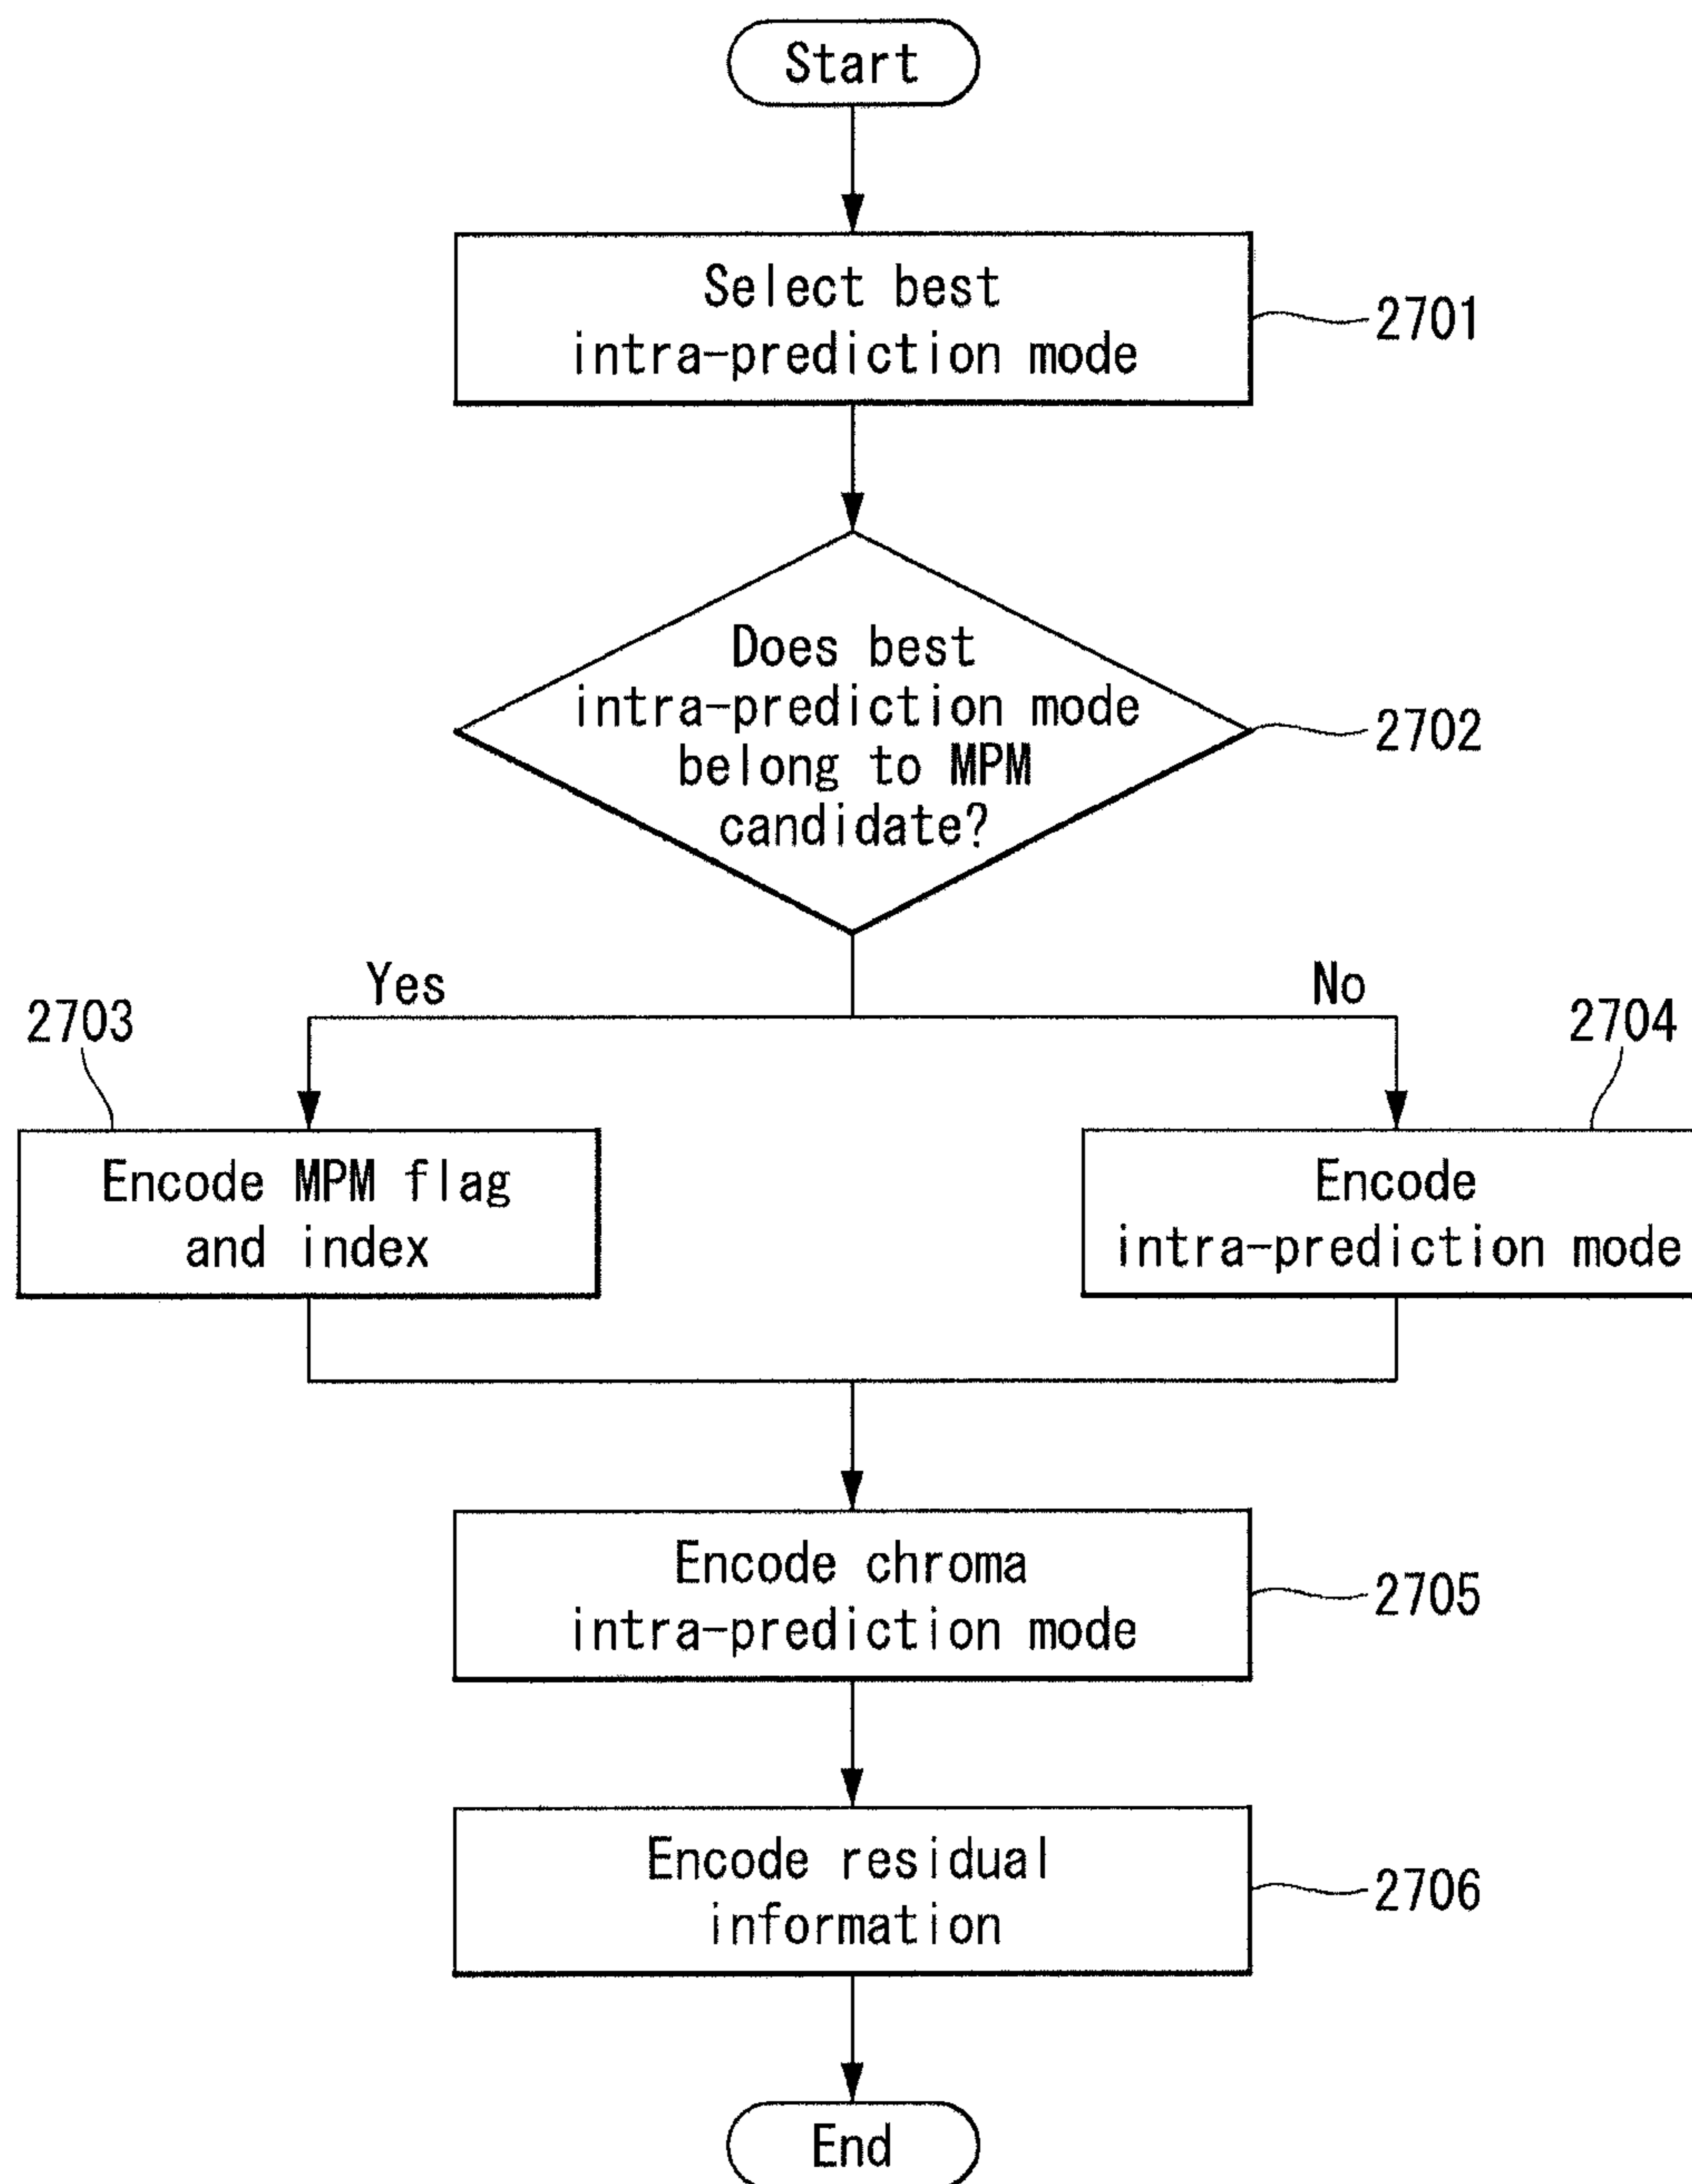 Start
Select best
intra-prediction mode
2701
Does best
intra-prediction mode
belong to MPM
candidate?
2702
Yes
No
2703
2704
Encode MPM flag
and index
Encode
intra-prediction mode
Encode chroma
intra-prediction mode
2705
Encode residual
information
2706
End